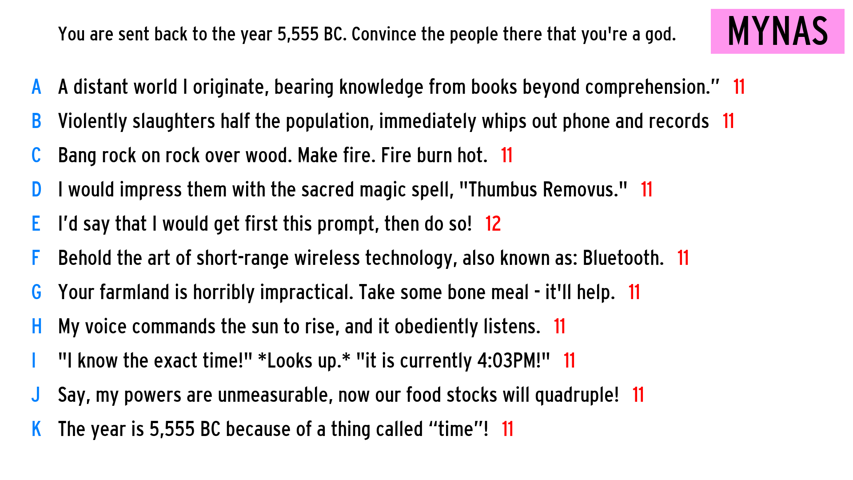 You are sent back to the year 5,555 BC. Convince the people there that you're a god.
MYNAS
A A distant world I originate, bearing knowledge from books beyond comprehension.” 11
B Violently slaughters half the population, immediately whips out phone and records 11
C Bang rock on rock over wood. Make fire. Fire burn hot. 11
D I would impress them with the sacred magic spell, "Thumbus Removus." 11
E I’d say that I would get first this prompt, then do so! 12
F Behold the art of short-range wireless technology, also known as: Bluetooth. 11
G Your farmland is horribly impractical. Take some bone meal - it'll help. 11
H My voice commands the sun to rise, and it obediently listens. 11
I "I know the exact time!" *Looks up.* "it is currently 4:03PM!" 11
J Say, my powers are unmeasurable, now our food stocks will quadruple! 11
K The year is 5,555 BC because of a thing called “time”! 11